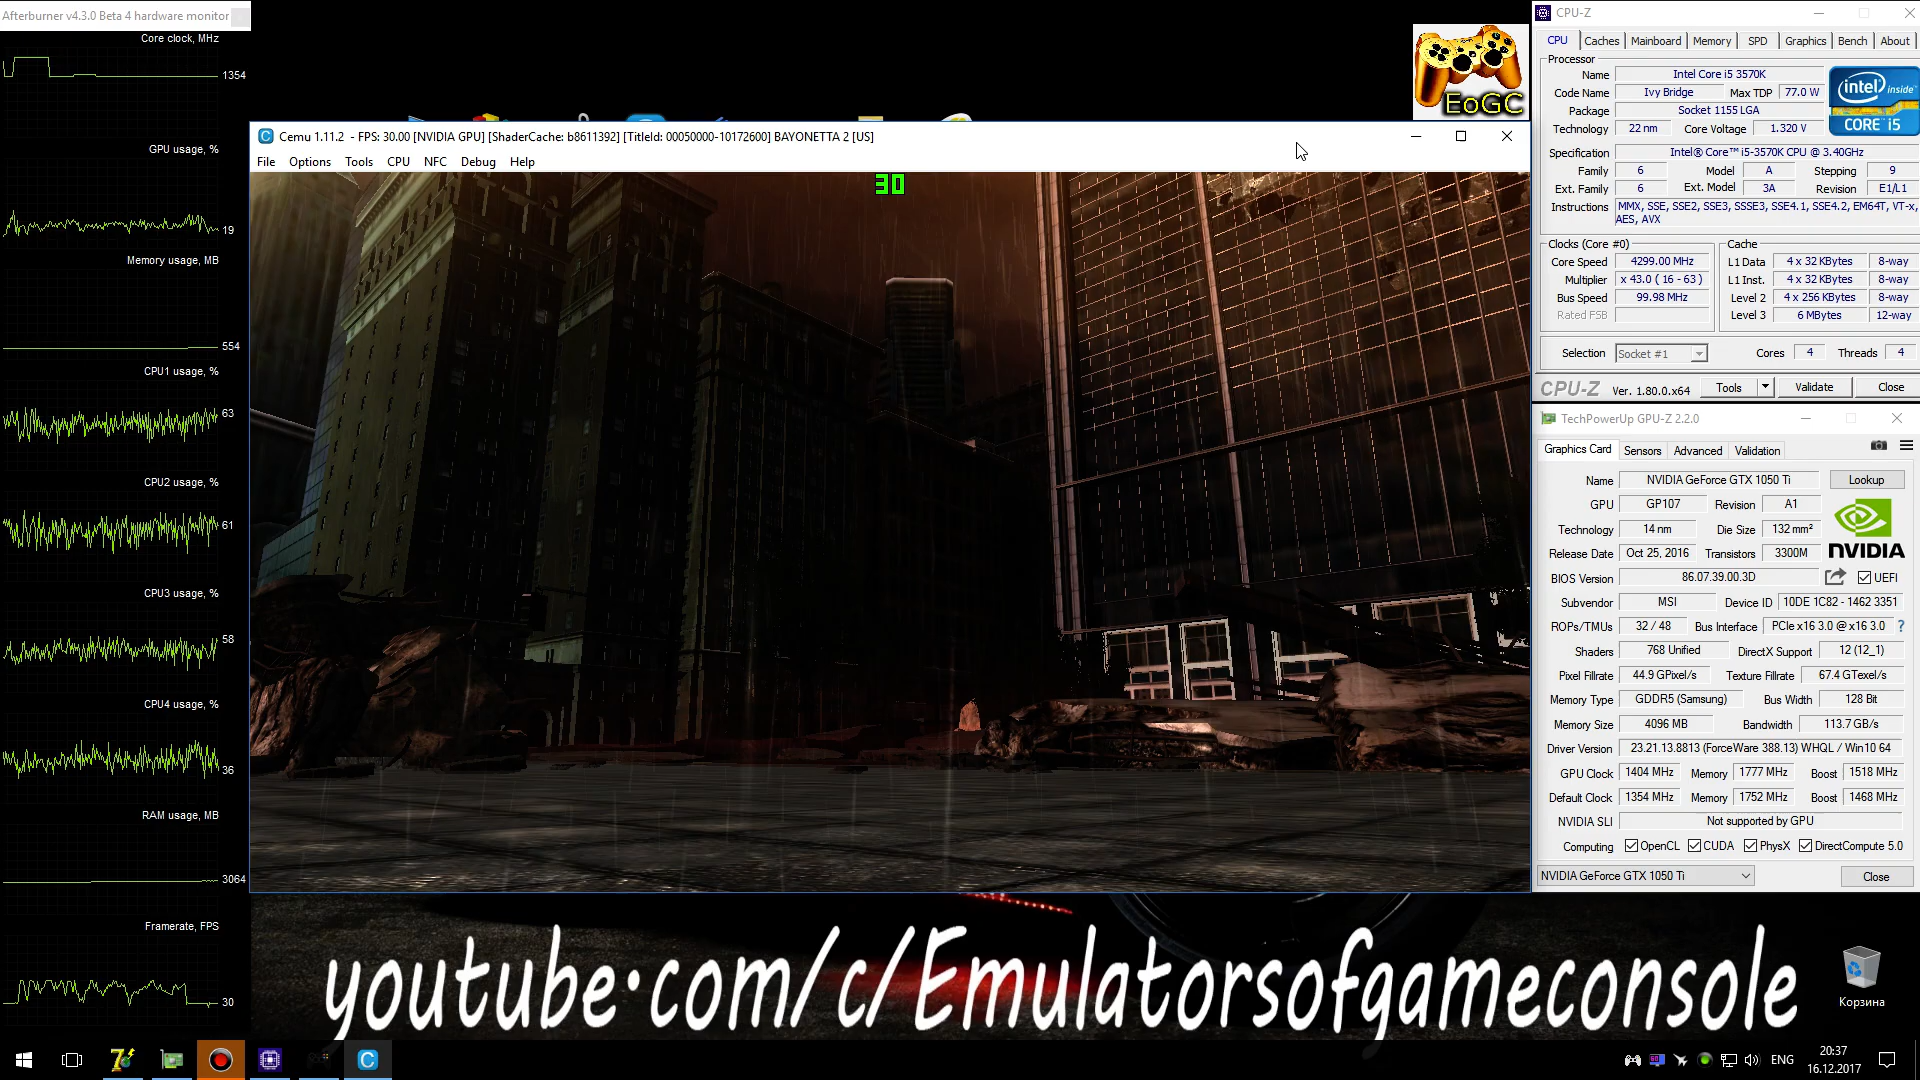 Afterburner v4.3.0 Beta 4 hardware monitor
Core clock, MHz
1354
GPU usage, %
19
Memory usage, MB
554
CPU1 usage, %
63
CPU2 usage, %
61
CPU3 usage, %
58
CPU4 usage, %
36
RAM usage, MB
3064
Framerate, FPS
30
EoGC
Cemu 1.11.2 - FPS: 30.00 [NVIDIA GPU] [ShaderCache: b8611392] [TitleId: 00050000-10172600] BAYONETTA 2 [US]
File Options Tools CPU NFC Debug Help
30
CPU-Z
CPU Caches Mainboard Memory SPD Graphics Bench About
Processor
Name Intel Core i5 3570K
Code Name Ivy Bridge Max TDP 77.0 W
Package Socket 1155 LGA
Technology 22 nm Core Voltage 1.320 V
intel inside
CORE i5
Specification Intel® Core™ i5-3570K CPU @ 3.40GHz
Family 6 Model A Stepping 9
Ext. Family 6 Ext. Model 3A Revision E1/L1
Instructions MMX, SSE, SSE2, SSE3, SSSE3, SSE4.1, SSE4.2, EM64T, VT-x,
AES, AVX
Clocks (Core #0) Cache
Core Speed 4299.00 MHz L1 Data 4 x 32 KBytes 8-way
Multiplier x 43.0 ( 16 - 63 ) L1 Inst. 4 x 32 KBytes 8-way
Bus Speed 99.98 MHz Level 2 4 x 256 KBytes 8-way
Rated FSB Level 3 6 MBytes 12-way
Selection Socket #1 Cores 4 Threads 4
CPU-Z Ver. 1.80.0.x64 Tools Validate Close
TechPowerUp GPU-Z 2.2.0
Graphics Card Sensors Advanced Validation
Name NVIDIA GeForce GTX 1050 Ti Lookup
GPU GP107 Revision A1
Technology 14 nm Die Size 132 mm²
Release Date Oct 25, 2016 Transistors 3300M
NVIDIA
BIOS Version 86.07.39.00.3D UEFI
Subvendor MSI Device ID 10DE 1C82 - 1462 3351
ROPs/TMUs 32 / 48 Bus Interface PCIe x16 3.0 @ x16 3.0 ?
Shaders 768 Unified DirectX Support 12 (12_1)
Pixel Fillrate 44.9 GPixel/s Texture Fillrate 67.4 GTexel/s
Memory Type GDDR5 (Samsung) Bus Width 128 Bit
Memory Size 4096 MB Bandwidth 113.7 GB/s
Driver Version 23.21.13.8813 (ForceWare 388.13) WHQL / Win10 64
GPU Clock 1404 MHz Memory 1777 MHz Boost 1518 MHz
Default Clock 1354 MHz Memory 1752 MHz Boost 1468 MHz
NVIDIA SLI Not supported by GPU
Computing OpenCL CUDA PhysX DirectCompute 5.0
NVIDIA GeForce GTX 1050 Ti Close
youtube.com/c/Emulatorsofgameconsole
Корзина
ENG
20:37
16.12.2017